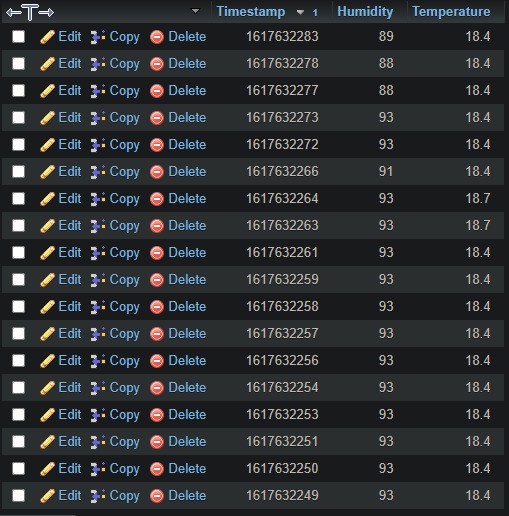 Timestamp 1 Humidity Temperature
Edit Copy Delete 1617632283 89 18.4
Edit Copy Delete 1617632278 88 18.4
Edit Copy Delete 1617632277 88 18.4
Edit Copy Delete 1617632273 93 18.4
Edit Copy Delete 1617632272 93 18.4
Edit Copy Delete 1617632266 91 18.4
Edit Copy Delete 1617632264 93 18.7
Edit Copy Delete 1617632263 93 18.7
Edit Copy Delete 1617632261 93 18.4
Edit Copy Delete 1617632259 93 18.4
Edit Copy Delete 1617632258 93 18.4
Edit Copy Delete 1617632257 93 18.4
Edit Copy Delete 1617632256 93 18.4
Edit Copy Delete 1617632254 93 18.4
Edit Copy Delete 1617632253 93 18.4
Edit Copy Delete 1617632251 93 18.4
Edit Copy Delete 1617632250 93 18.4
Edit Copy Delete 1617632249 93 18.4